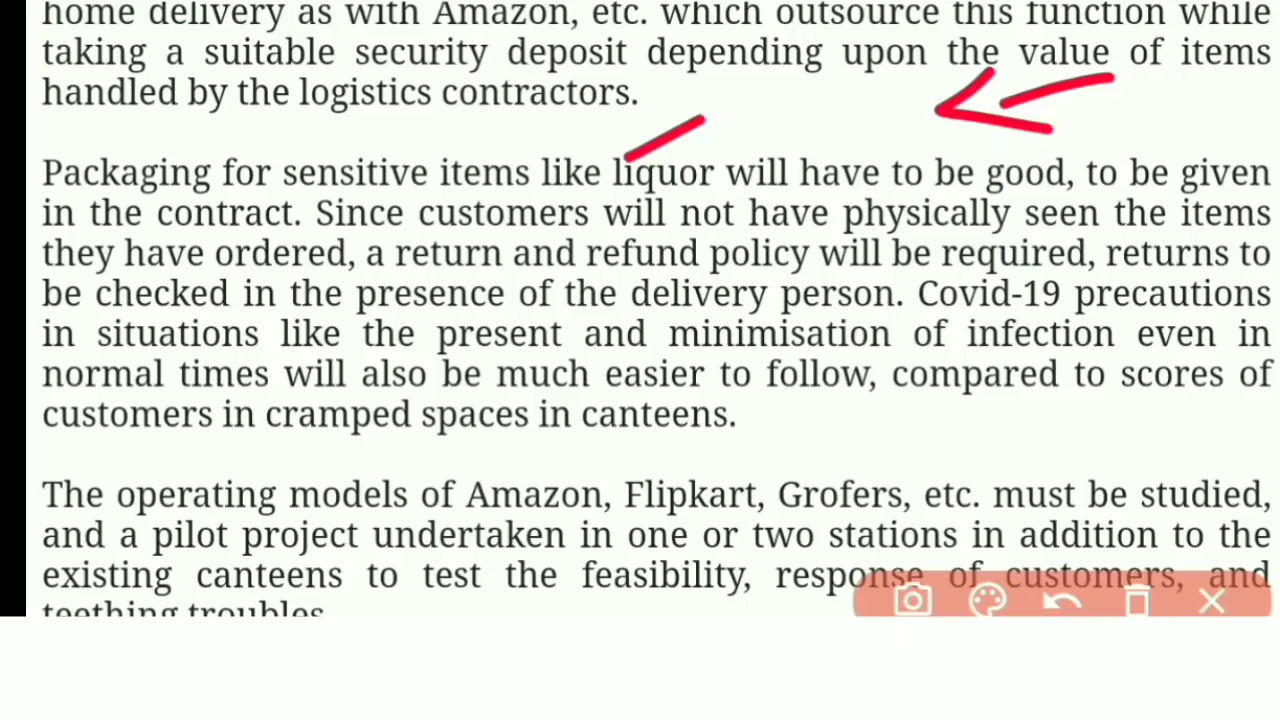 home delivery as with Amazon, etc. which outsource this function while
taking a suitable security deposit depending upon the value of items
handled by the logistics contractors.
Packaging for sensitive items like liquor will have to be good, to be given
in the contract. Since customers will not have physically seen the items
they have ordered, a return and refund policy will be required, returns to
be checked in the presence of the delivery person. Covid-19 precautions
in situations like the present and minimisation of infection even in
normal times will also be much easier to follow, compared to scores of
customers in cramped spaces in canteens.
The operating models of Amazon, Flipkart, Grofers, etc. must be studied,
and a pilot project undertaken in one or two stations in addition to the
existing canteens to test the feasibility, response of customers, and
teething troubles